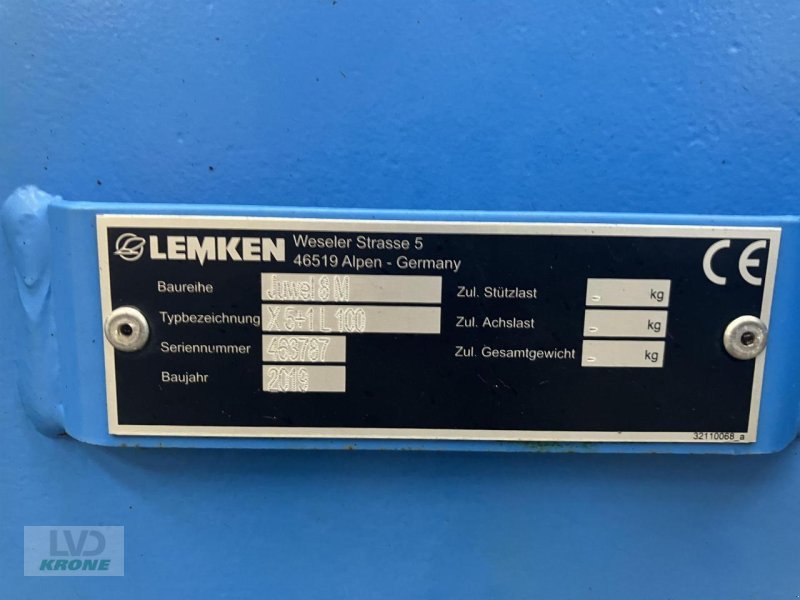 LEMKEN
Weseler Strasse 5
46519 Alpen - Germany
CE
Baureihe Juwel 8 M
Typbezeichnung X 5+1 L 100
Seriennummer 463787
Baujahr
Zul. Stützlast - kg
Zul. Achslast - kg
Zul. Gesamtgewicht - kg
32110068_a
LVD
KRONE